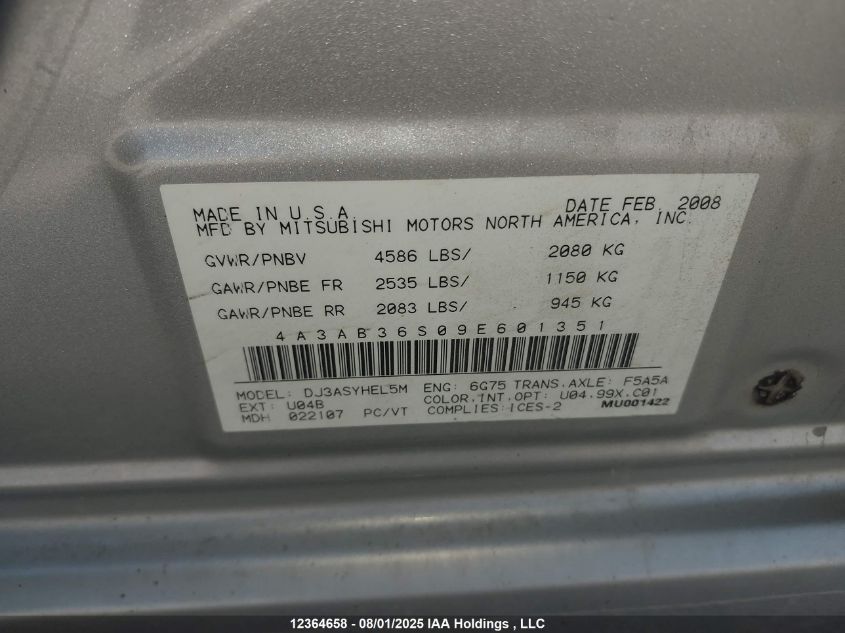 MADE IN U.S.A. DATE FEB. 2008
MFD BY MITSUBISHI MOTORS NORTH AMERICA, INC.
GVWR/PNBV 4586 LBS/ 2080 KG
GAWR/PNBE FR 2535 LBS/ 1150 KG
GAWR/PNBE RR 2083 LBS/ 945 KG
4A3AB36S09E601351
MODEL: DJ3ASYHEL5M ENG: 6G75 TRANS.AXLE: F5A5A
EXT: U04B COLOR,INT,OPT: U04,99X,C01
MDH 022107 PC/VT COMPLIES:ICES-2 MU001422
12364658 - 08/01/2025 IAA Holdings , LLC